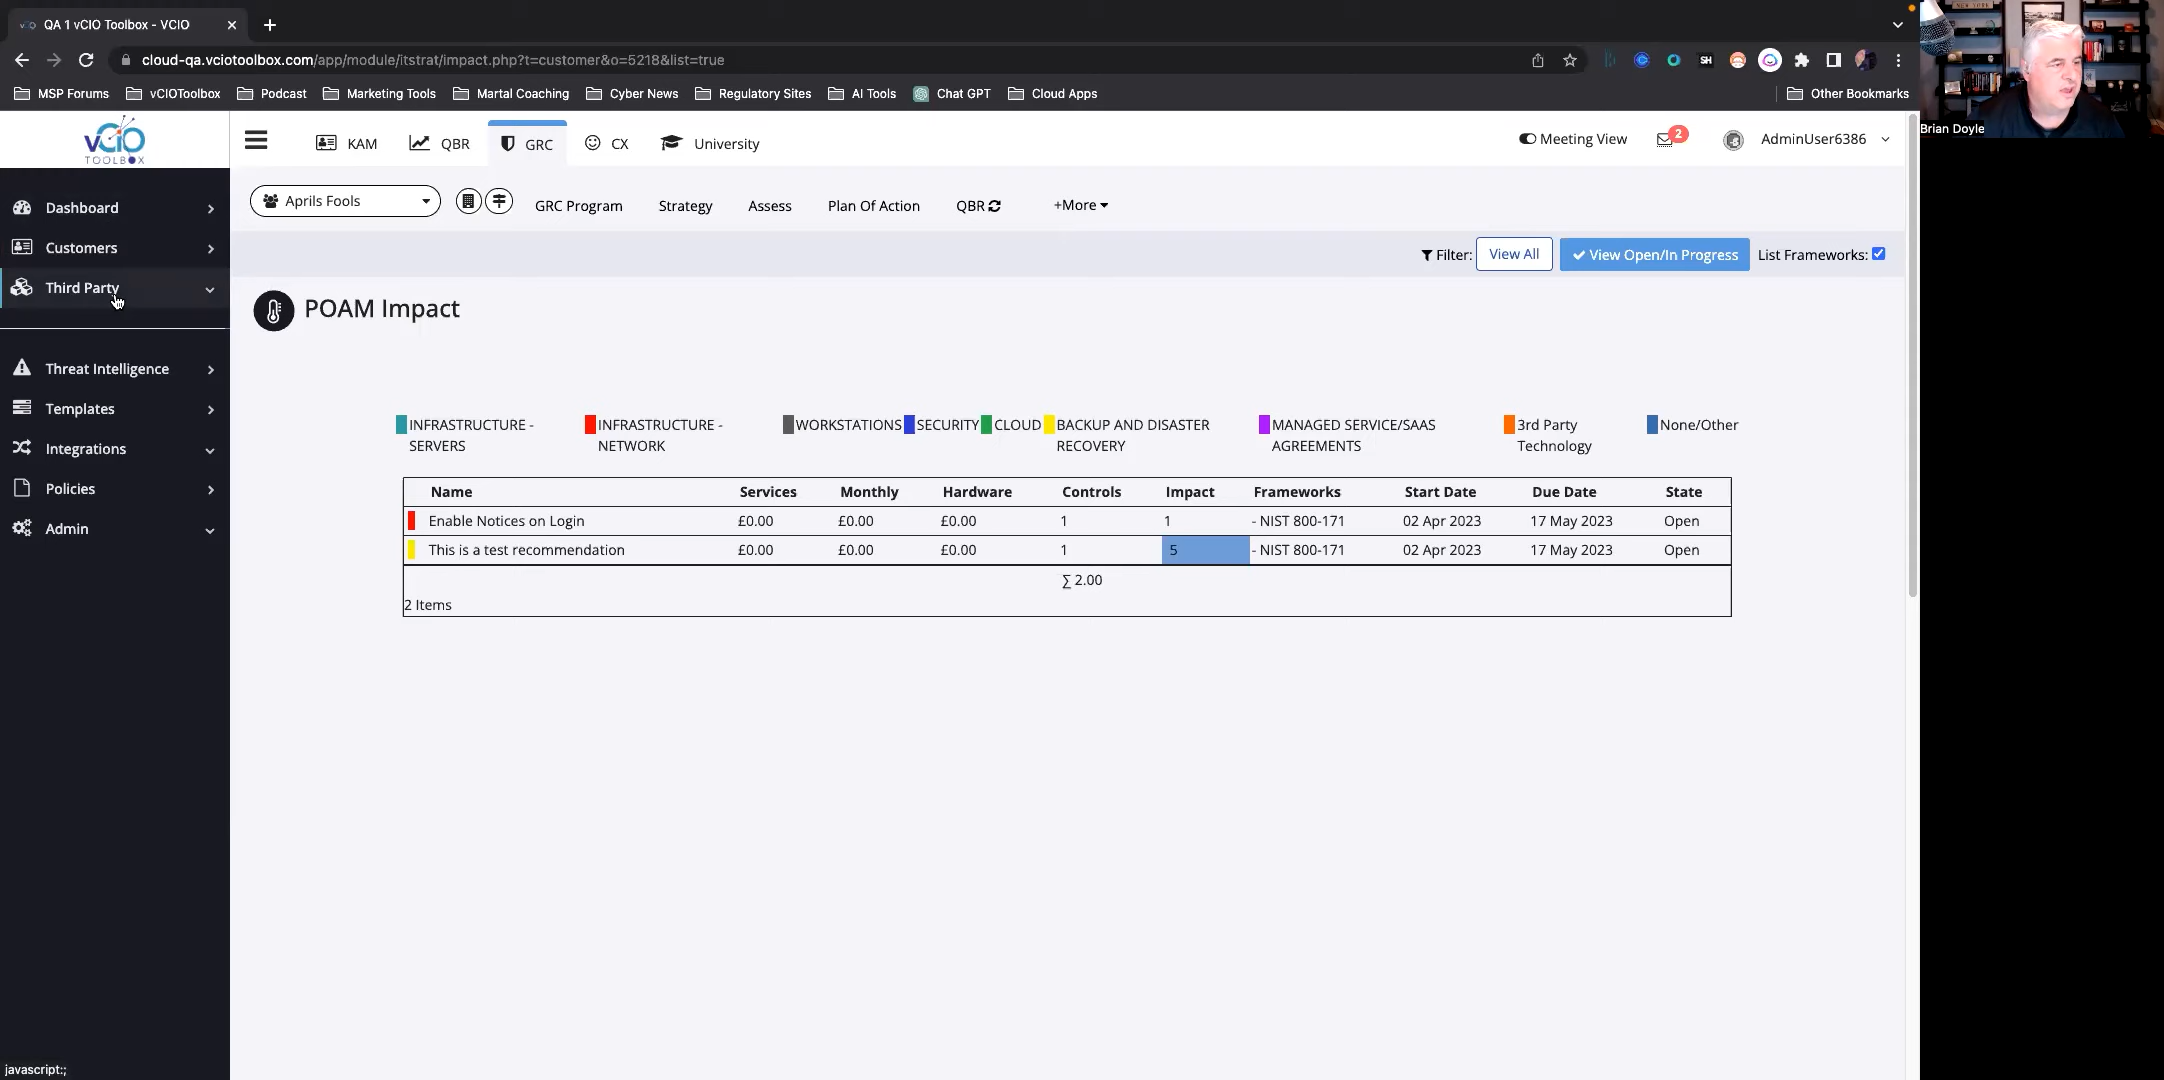 QA 1 vCIO Toolbox - VCIO
cloud-qa.vciotoolbox.com/app/module/itstrat/impact.php?t=customer&o=5218&list=true
SH
MSP Forums vCIOToolbox Podcast Marketing Tools Martal Coaching Cyber News Regulatory Sites AI Tools Chat GPT Cloud Apps Other Bookmarks
NEW YORK
Brian Doyle
vCIO
TOOLBOX
KAM QBR GRC CX University Meeting View 2 AdminUser6386
Dashboard
Customers
Third Party
Threat Intelligence
Templates
Integrations
Policies
Admin
Aprils Fools GRC Program Strategy Assess Plan Of Action QBR +More
Filter: View All View Open/In Progress List Frameworks:
POAM Impact
INFRASTRUCTURE - SERVERS
INFRASTRUCTURE - NETWORK
WORKSTATIONS
SECURITY
CLOUD
BACKUP AND DISASTER RECOVERY
MANAGED SERVICE/SAAS AGREEMENTS
3rd Party Technology
None/Other
Name Services Monthly Hardware Controls Impact Frameworks Start Date Due Date State
Enable Notices on Login £0.00 £0.00 £0.00 1 1 - NIST 800-171 02 Apr 2023 17 May 2023 Open
This is a test recommendation £0.00 £0.00 £0.00 1 5 - NIST 800-171 02 Apr 2023 17 May 2023 Open
∑ 2.00
2 Items
javascript:;